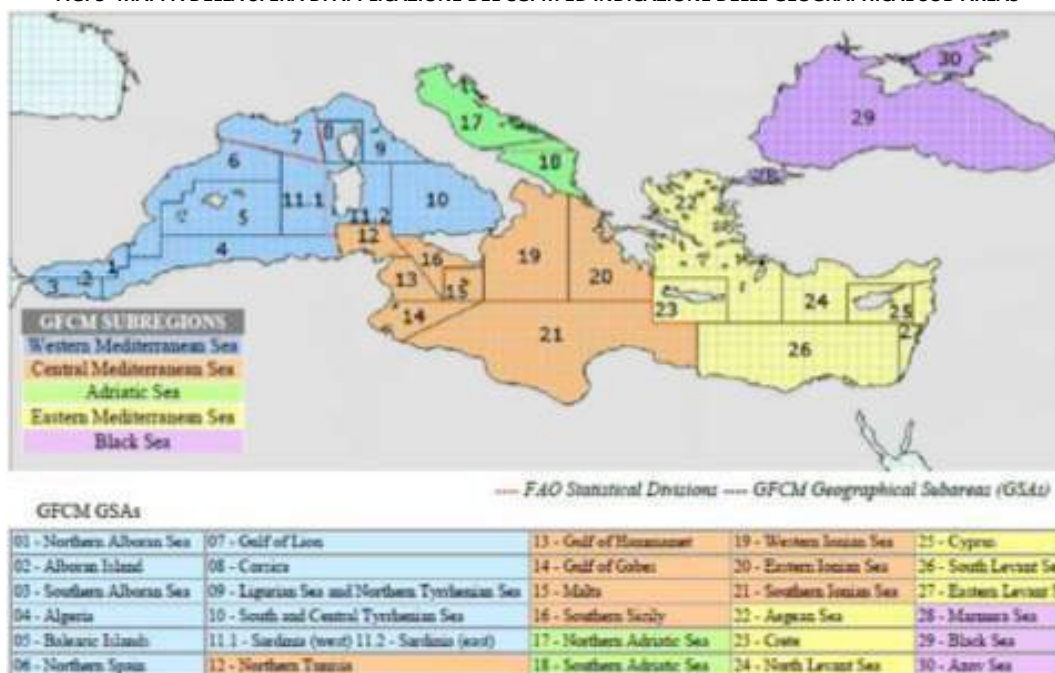 30
29
17
18
7
8
9
6
5
11.1
11.2
10
4
1
2
3
12
13
16
15
14
19
20
21
22
23
24
25
26
27
28
GFCM SUBREGIONS
Western Mediterranean Sea
Central Mediterranean Sea
Adriatic Sea
Eastern Mediterranean Sea
Black Sea
---- FAO Statistical Divisions ---- GFCM Geographical Subareas (GSAs)
GFCM GSAs
01 - Northern Alboran Sea 07 - Gulf of Lion 13 - Gulf of Hammamet 19 - Western Ionian Sea 25 - Cyprus
02 - Alboran Island 08 - Corsica 14 - Gulf of Gabes 20 - Eastern Ionian Sea 26 - South Levant Se
03 - Southern Alboran Sea 09 - Ligurian Sea and Northern Tyrrhenian Sea 15 - Malta 21 - Southern Ionian Sea 27 - Eastern Levant
04 - Algeria 10 - South and Central Tyrrhenian Sea 16 - Southern Sicily 22 - Aegean Sea 28 - Marmara Sea
05 - Balearic Islands 11.1 - Sardinia (west) 11.2 - Sardinia (east) 17 - Northern Adriatic Sea 23 - Crete 29 - Black Sea
06 - Northern Spain 12 - Northern Tunisia 18 - Southern Adriatic Sea 24 - North Levant Sea 30 - Azov Sea